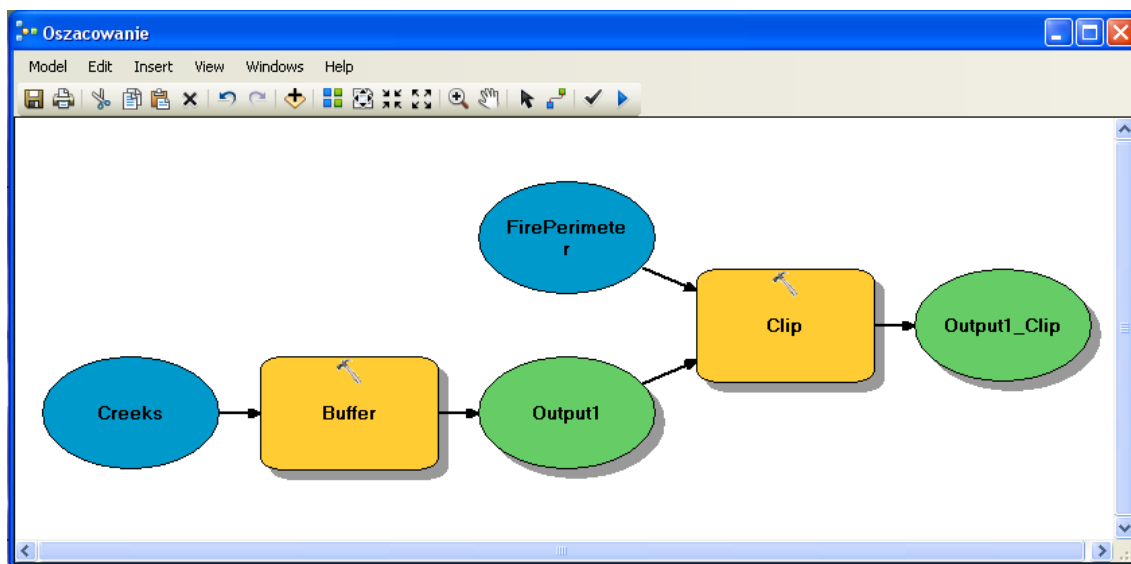 Oszacowanie
Model Edit Insert View Windows Help
FirePerimete
r
Clip
Output1_Clip
Creeks
Buffer
Output1